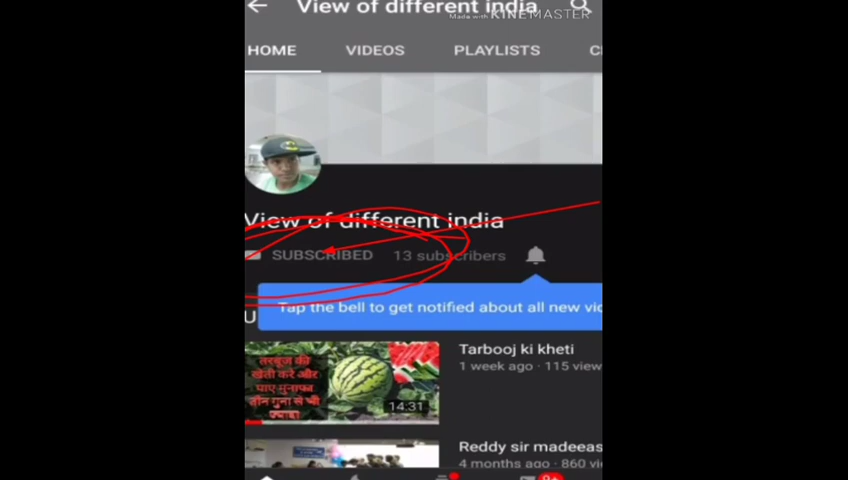 View of different india
Made with KINEMASTER
HOME VIDEOS PLAYLISTS C
View of different india
SUBSCRIBED 13 subscribers
Tap the bell to get notified about all new vid
U
Tarbooj ki kheti
1 week ago · 115 view
तरबूज की
खेती करे और
पाए मुनाफा
तीन गुना से भी
ज्यादा
14:31
Reddy sir madeeas
4 months ago · 860 vi
9+